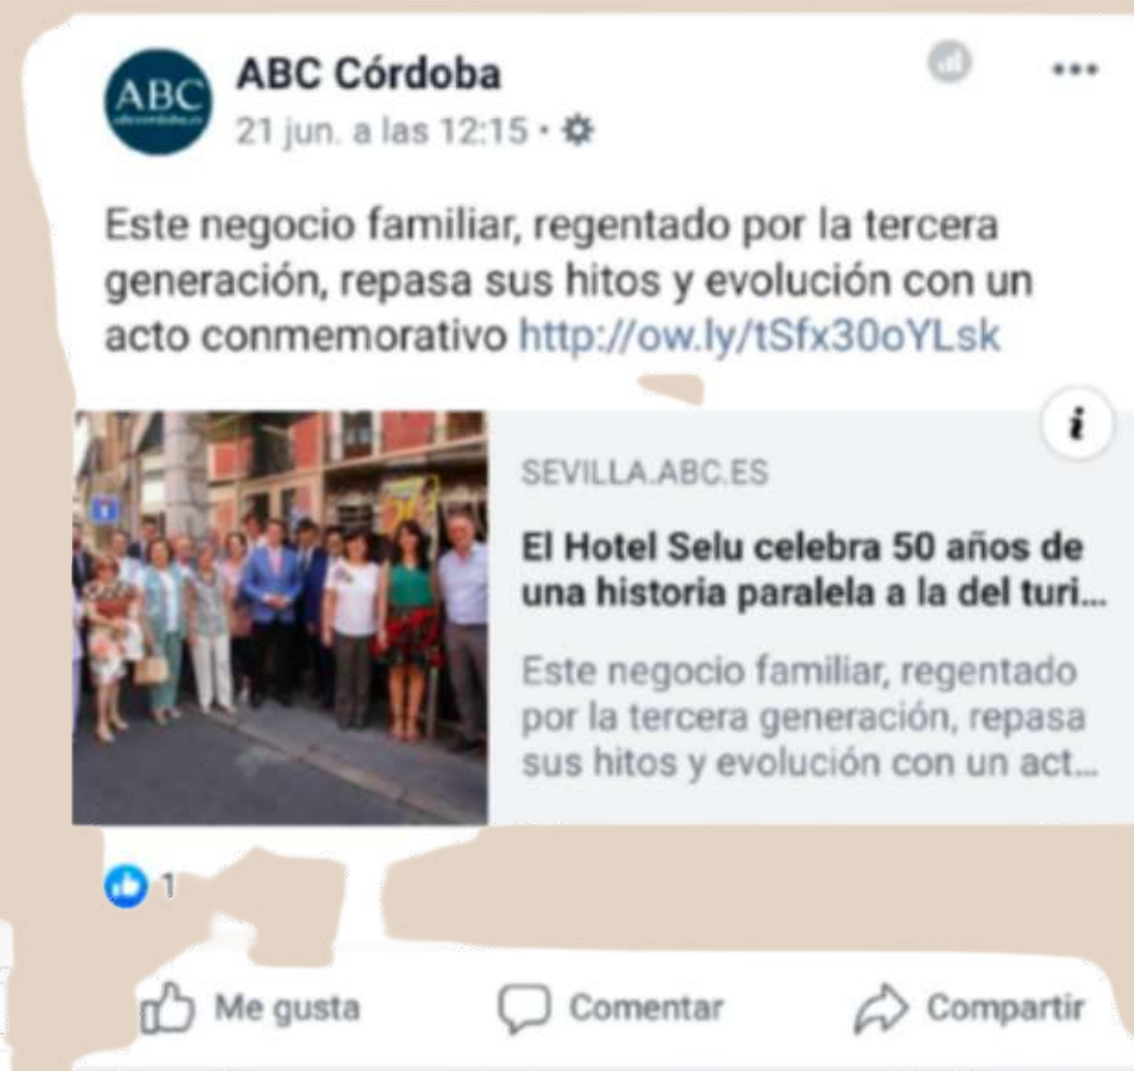 ABC Córdoba
ABC
21 jun. a las 12:15 ·
Este negocio familiar, regentado por la tercera
generación, repasa sus hitos y evolución con un
acto conmemorativo http://ow.ly/tSfx30oYLsk
i
SEVILLA.ABC.ES
El Hotel Selu celebra 50 años de
una historia paralela a la del turi...
Este negocio familiar, regentado
por la tercera generación, repasa
sus hitos y evolución con un act...
1
Me gusta
Comentar
Compartir